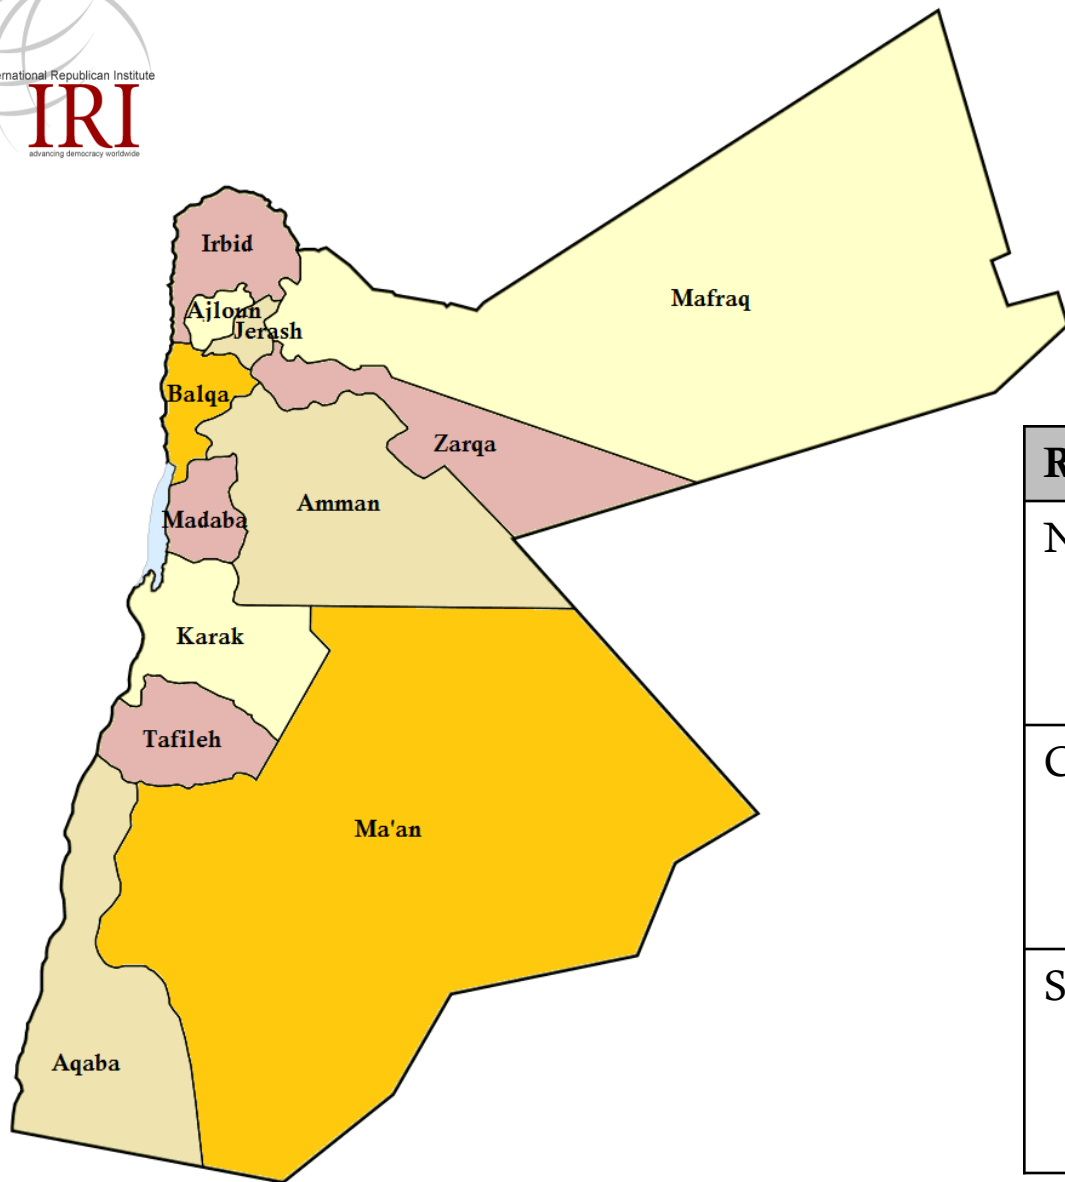 ernational Republican Institute
IRI
advancing democracy worldwide
Irbid
Ajloun
Jerash
Mafraq
Balqa
Zarqa
Amman
Madaba
Karak
Tafileh
Ma'an
Aqaba
R
N
C
S